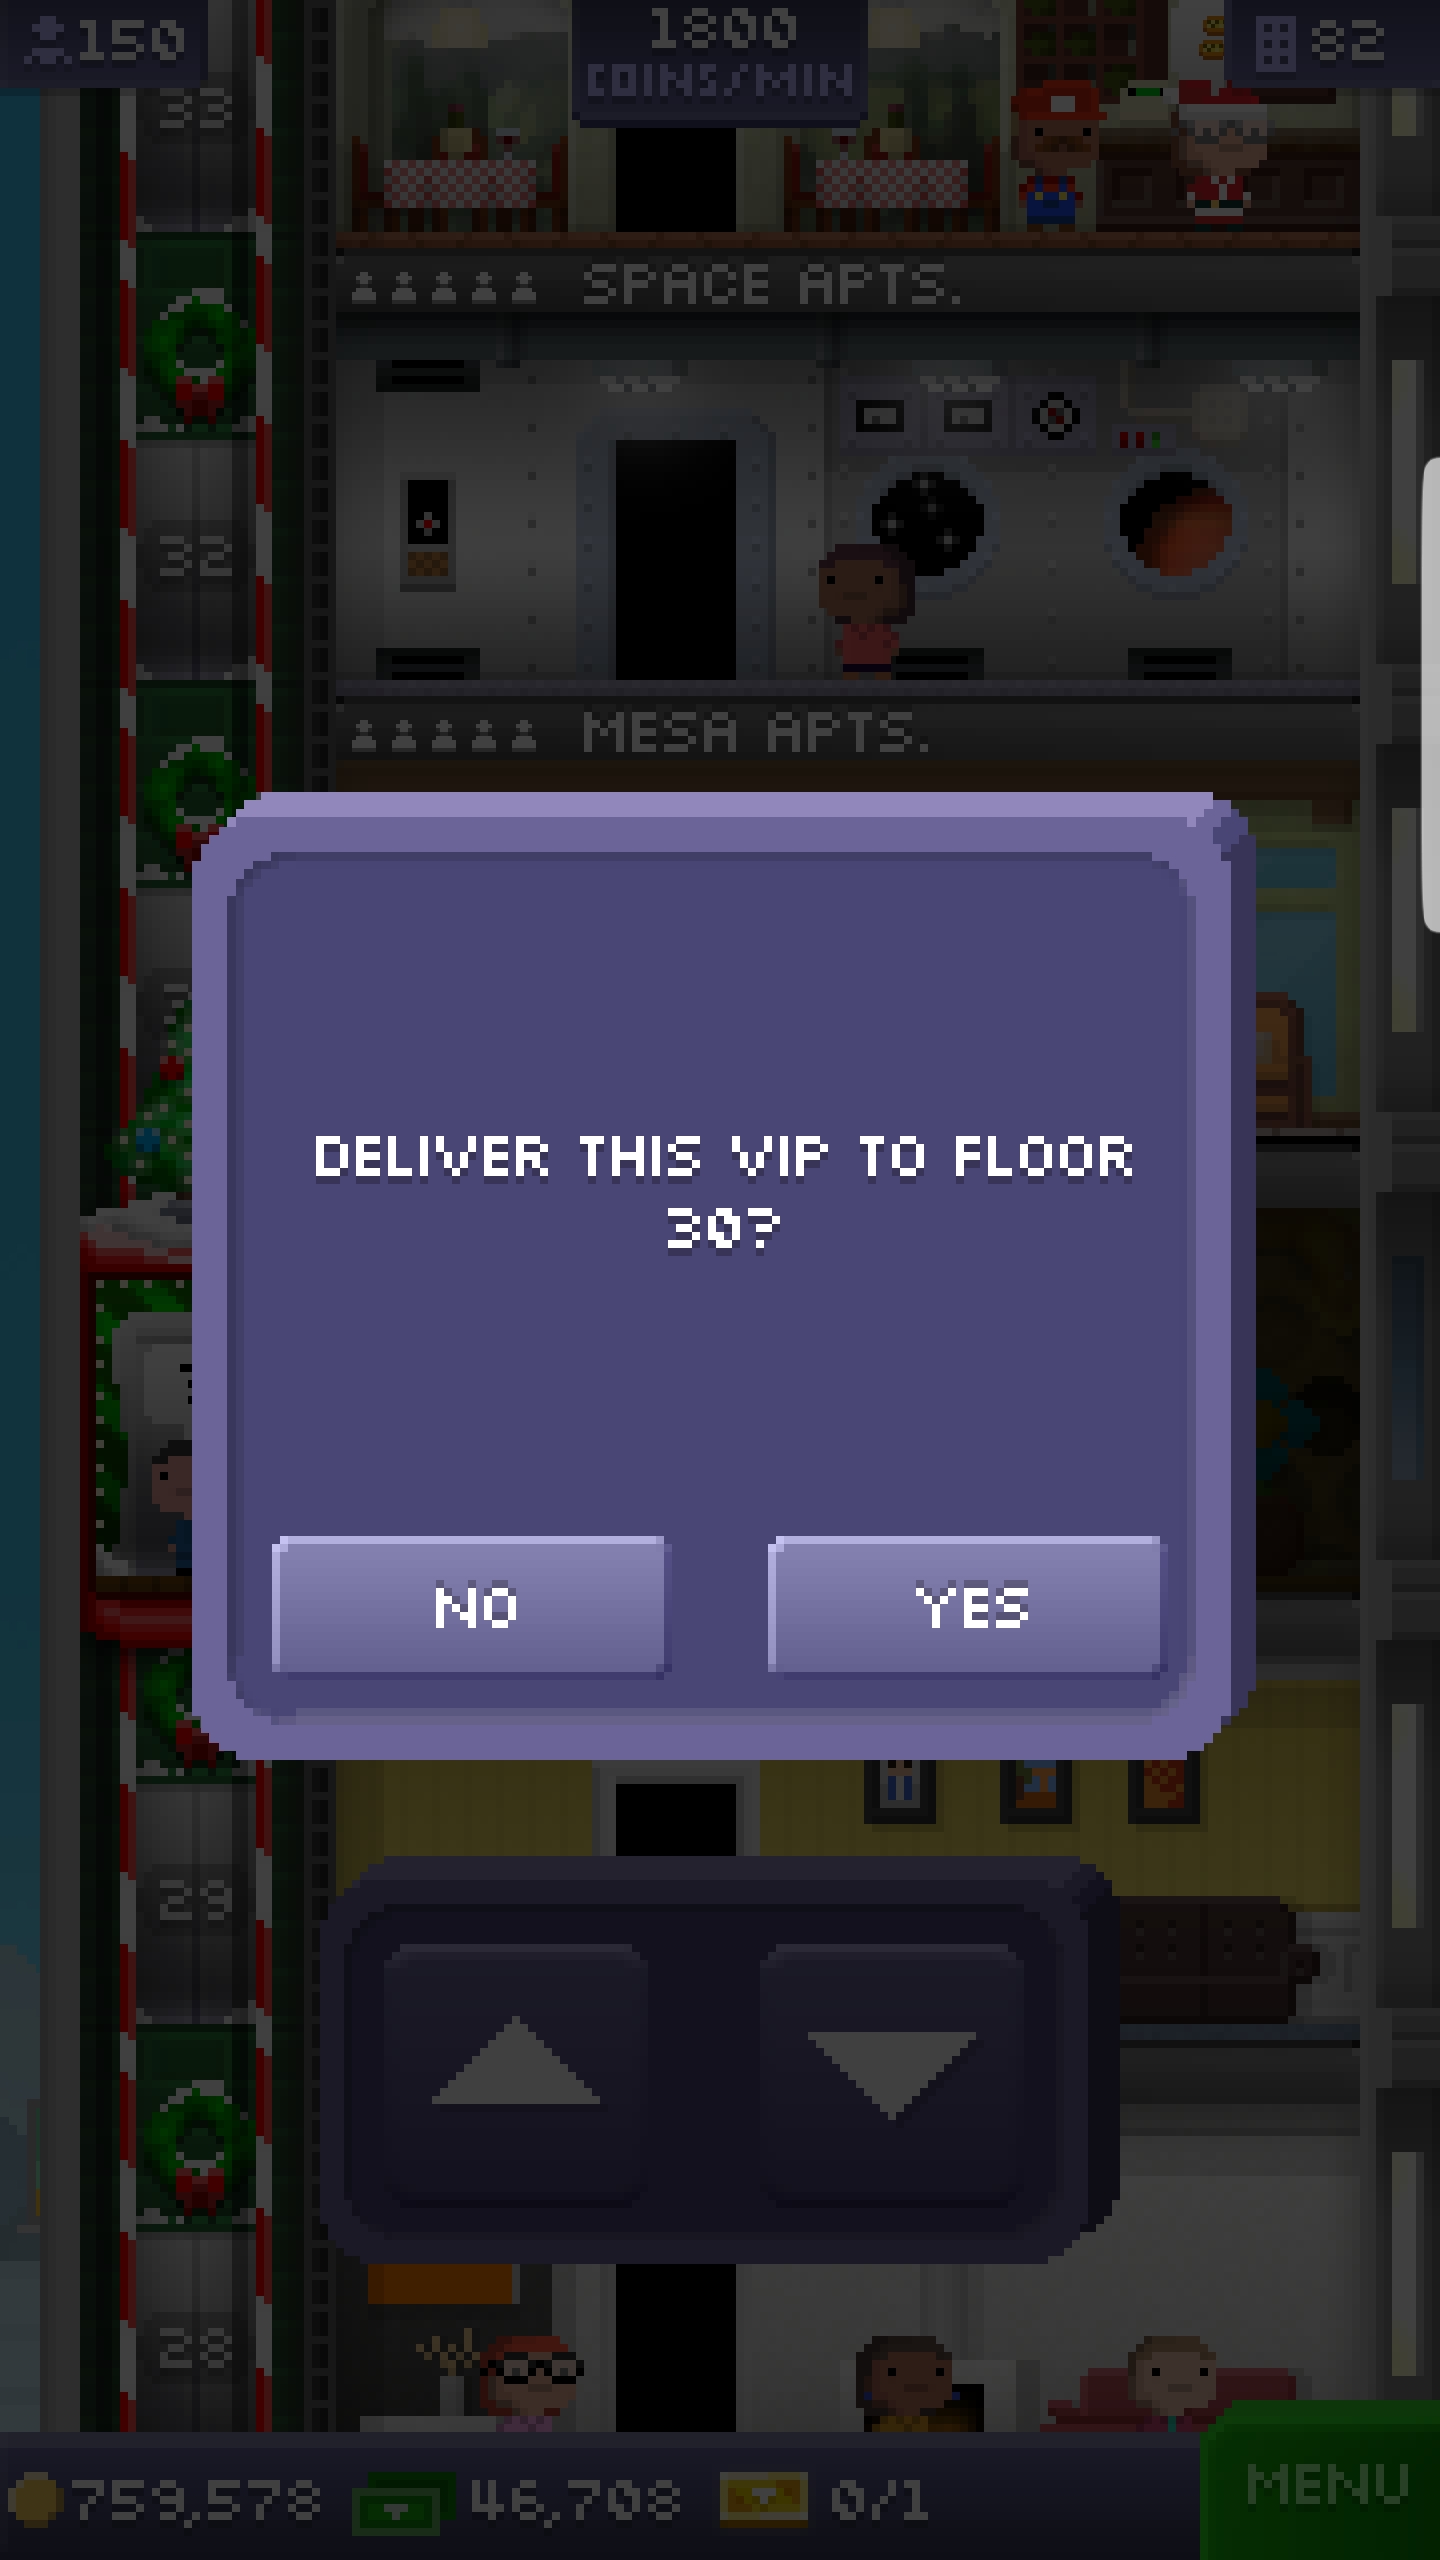 150
1800
COINS/MIN
82
33
SPACE APTS.
32
MESA APTS.
DELIVER THIS VIP TO FLOOR
30?
NO
YES
29
28
759,578
46,708
0/1
MENU